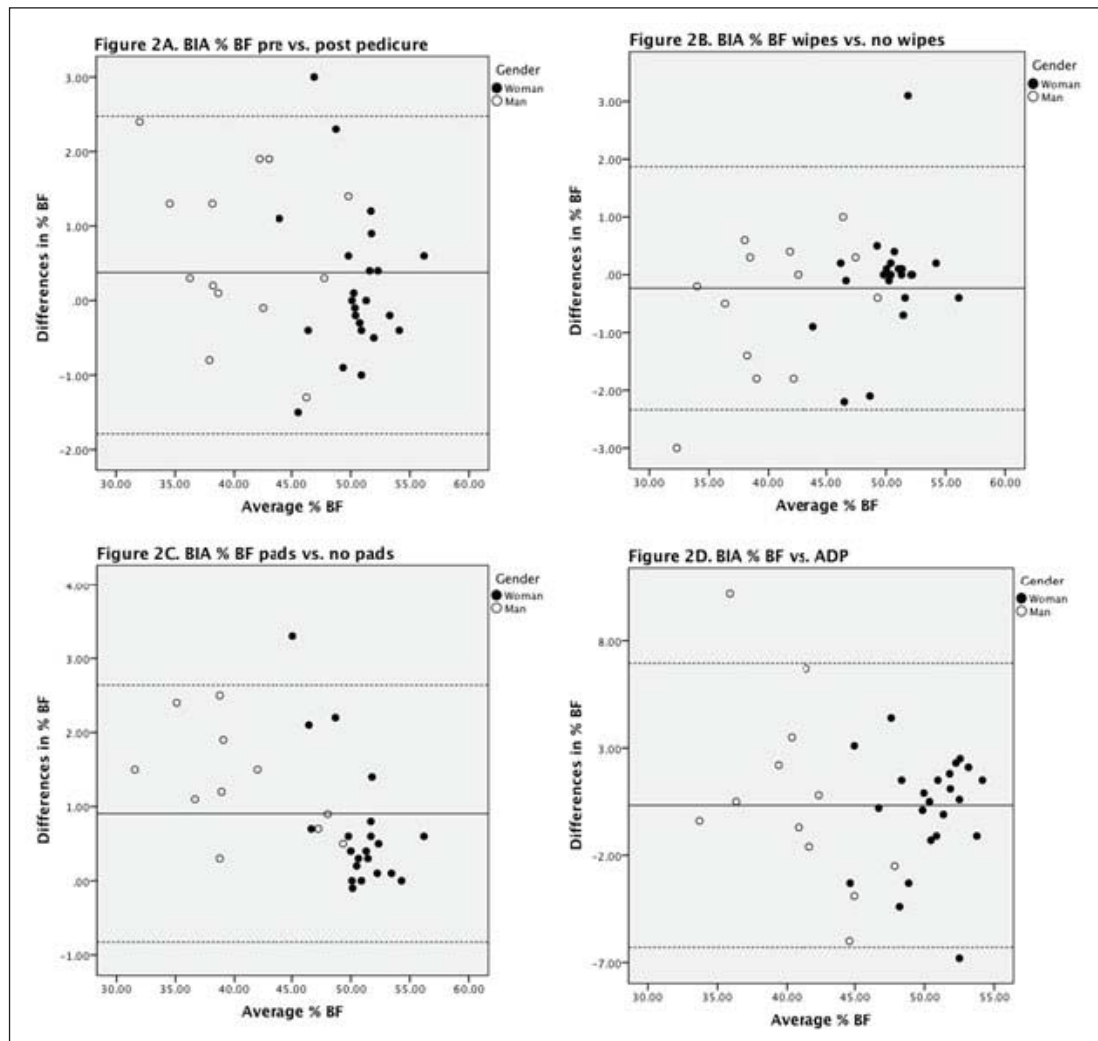 Figure 2A. BIA % BF pre vs. post pedicure
Gender
Woman
Man
Differences in % BF
3.00
2.00
1.00
.00
-1.00
-2.00
30.00 35.00 40.00 45.00 50.00 55.00 60.00
Average % BF
Figure 2B. BIA % BF wipes vs. no wipes
Gender
Woman
Man
Differences in % BF
3.00
2.00
1.00
.00
-1.00
-2.00
-3.00
30.00 35.00 40.00 45.00 50.00 55.00 60.00
Average % BF
Figure 2C. BIA % BF pads vs. no pads
Gender
Woman
Man
Differences in % BF
4.00
3.00
2.00
1.00
.00
-1.00
30.00 35.00 40.00 45.00 50.00 55.00 60.00
Average % BF
Figure 2D. BIA % BF vs. ADP
Gender
Woman
Man
Differences in % BF
8.00
3.00
-2.00
-7.00
30.00 35.00 40.00 45.00 50.00 55.00
Average % BF